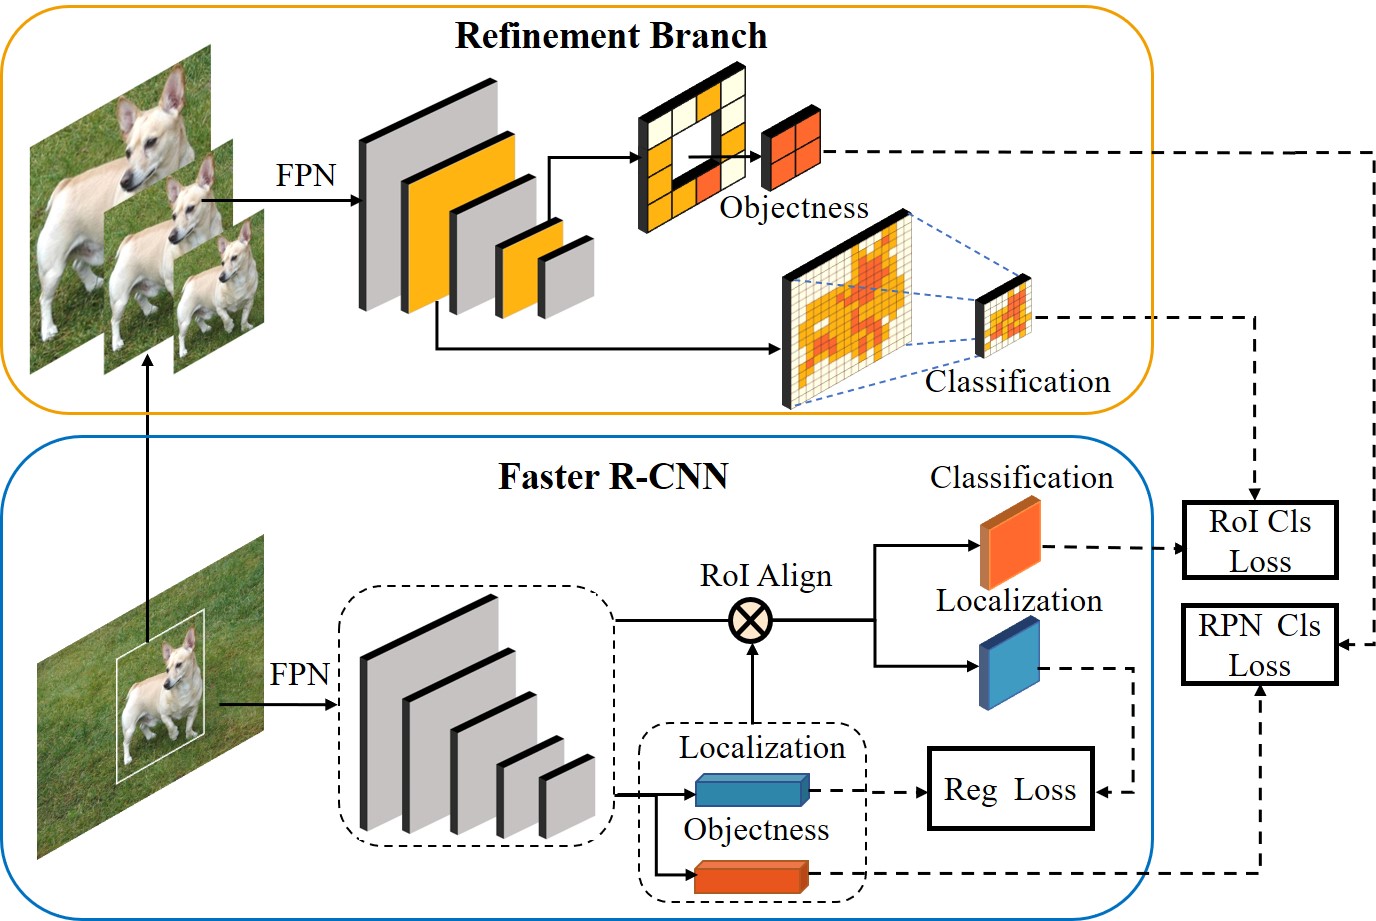 Refinement Branch
FPN
Objectness
Classification
Faster R-CNN
Classification
RoI Cls
Loss
RoI Align
Localization
RPN Cls
Loss
FPN
Localization
Reg Loss
Objectness